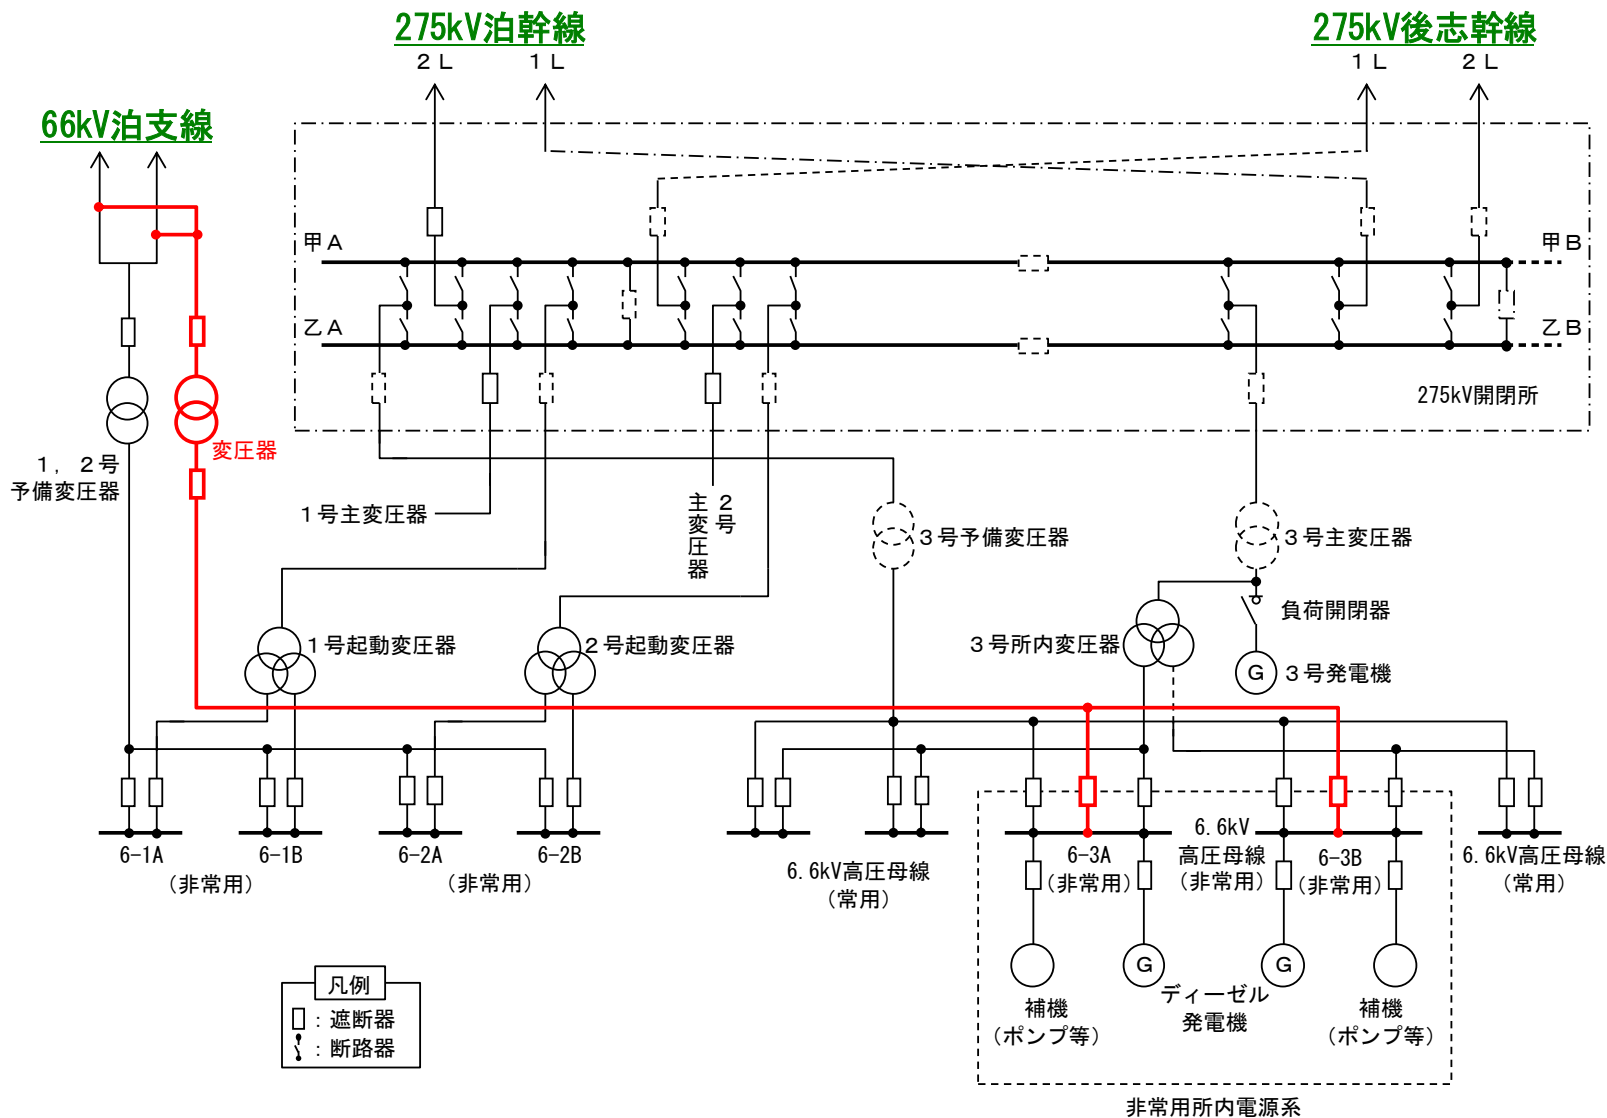 275kV泊幹線
275kV後志幹線
2L
1L
1L
2L
66kV泊支線
甲A
甲B
乙A
乙B
275kV開閉所
変圧器
1，2号
予備変圧器
1号主変圧器
2号
主変圧器
3号予備変圧器
3号主変圧器
負荷開閉器
1号起動変圧器
2号起動変圧器
3号所内変圧器
G
3号発電機
6-1A
6-1B
（非常用）
6-2A
6-2B
（非常用）
6.6kV高圧母線
（常用）
6-3A
（非常用）
6.6kV
高圧母線
（非常用）
6-3B
（非常用）
6.6kV高圧母線
（常用）
G
G
補機
（ポンプ等）
ディーゼル
発電機
補機
（ポンプ等）
非常用所内電源系
凡例
：遮断器
：断路器